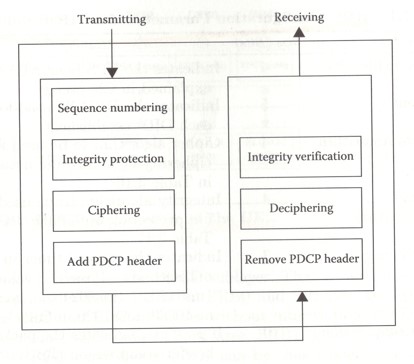 Transmitting
Receiving
Sequence numbering
Integrity protection
Ciphering
Add PDCP header
Integrity verification
Deciphering
Remove PDCP header